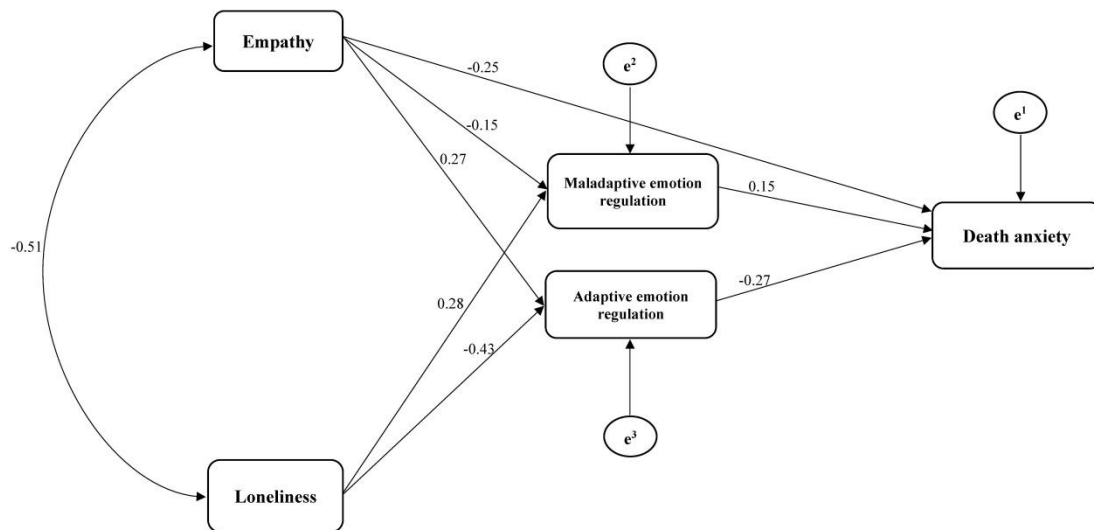 Empathy
-0.25
e²
e¹
-0.15
0.27
Maladaptive emotion
regulation
0.15
Death anxiety
-0.51
Adaptive emotion
regulation
-0.27
0.28
-0.43
e³
Loneliness